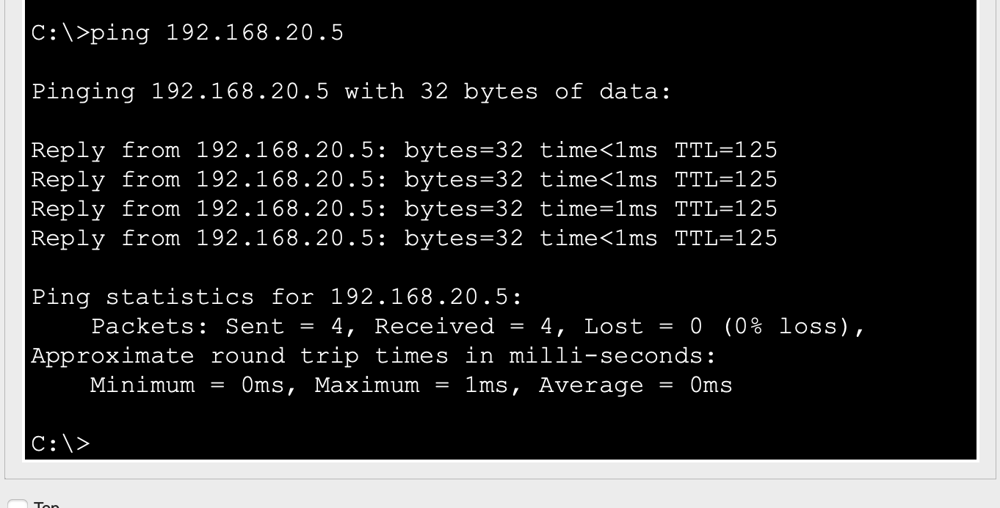 C:\>ping 192.168.20.5
Pinging 192.168.20.5 with 32 bytes of data:
Reply from 192.168.20.5: bytes=32 time<1ms TTL=125
Reply from 192.168.20.5: bytes=32 time<1ms TTL=125
Reply from 192.168.20.5: bytes=32 time=1ms TTL=125
Reply from 192.168.20.5: bytes=32 time<1ms TTL=125
Ping statistics for 192.168.20.5:
    Packets: Sent = 4, Received = 4, Lost = 0 (0% loss),
Approximate round trip times in milli-seconds:
    Minimum = 0ms, Maximum = 1ms, Average = 0ms
C:\>
Top